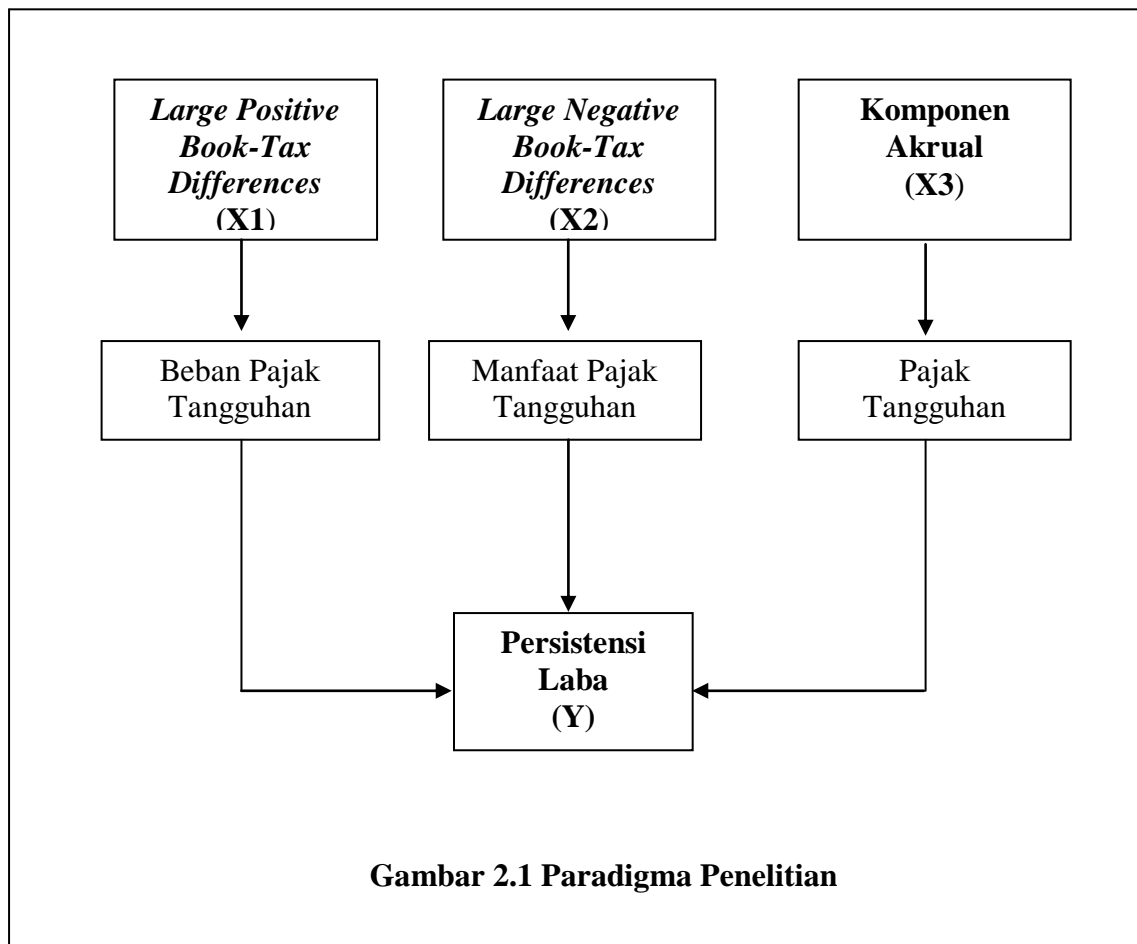 Large Positive
Book-Tax
Differences
(X1)
Large Negative
Book-Tax
Differences
(X2)
Komponen
Akrual
(X3)
Beban Pajak
Tangguhan
Manfaat Pajak
Tangguhan
Pajak
Tangguhan
Persistensi
Laba
(Y)
Gambar 2.1 Paradigma Penelitian